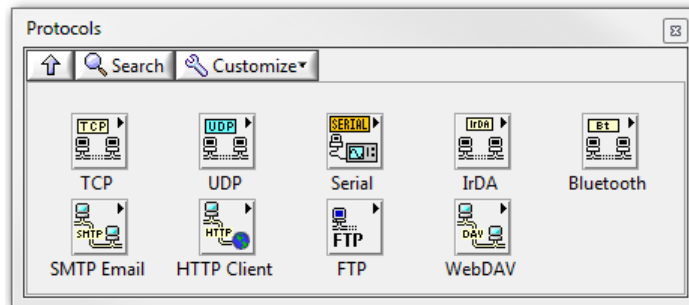 Protocols
Search Customize
TCP UDP SERIAL IrDA Bt
TCP UDP Serial IrDA Bluetooth
SMTP HTTP FTP DAV
SMTP Email HTTP Client FTP WebDAV